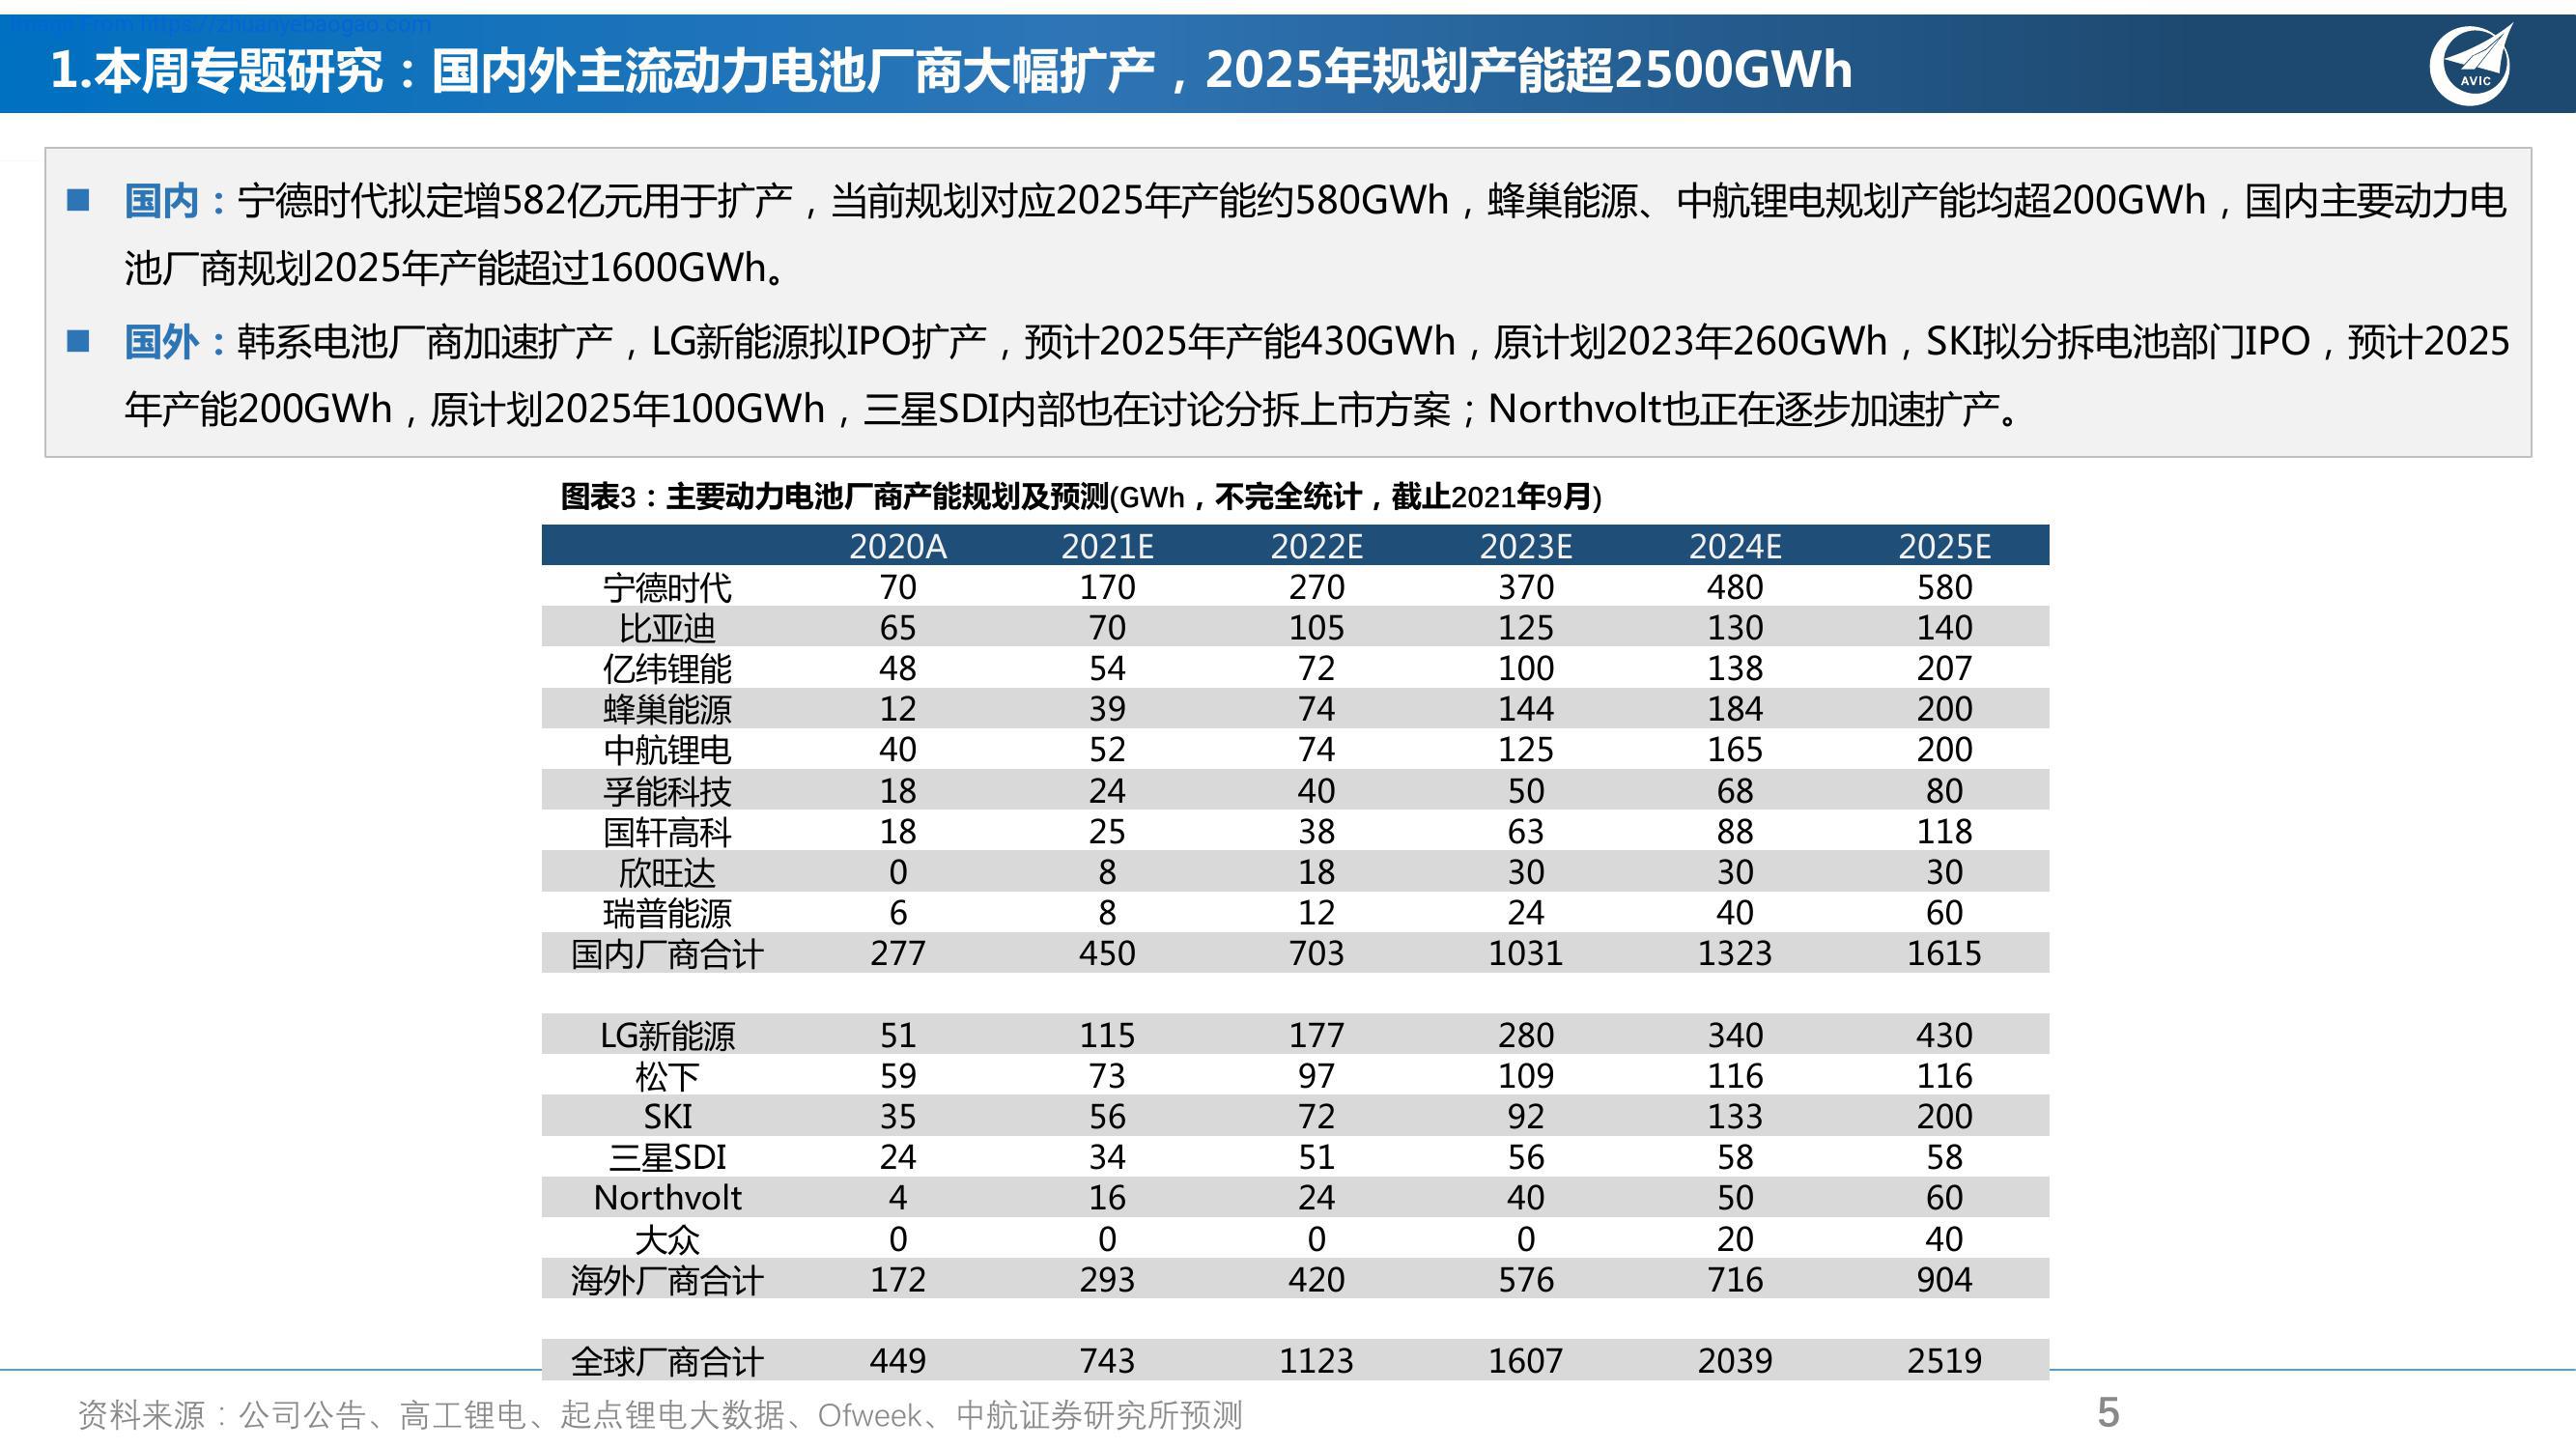 Image From https://zhuanyebaogao.com
1.本周专题研究：国内外主流动力电池厂商大幅扩产，2025年规划产能超2500GWh
AVIC
■ 国内：宁德时代拟定增582亿元用于扩产，当前规划对应2025年产能约580GWh，蜂巢能源、中航锂电规划产能均超200GWh，国内主要动力电
池厂商规划2025年产能超过1600GWh。
■ 国外：韩系电池厂商加速扩产，LG新能源拟IPO扩产，预计2025年产能430GWh，原计划2023年260GWh，SKI拟分拆电池部门IPO，预计2025
年产能200GWh，原计划2025年100GWh，三星SDI内部也在讨论分拆上市方案；Northvolt也正在逐步加速扩产。
图表3：主要动力电池厂商产能规划及预测(GWh，不完全统计，截止2021年9月)
2020A 2021E 2022E 2023E 2024E 2025E
宁德时代 70 170 270 370 480 580
比亚迪 65 70 105 125 130 140
亿纬锂能 48 54 72 100 138 207
蜂巢能源 12 39 74 144 184 200
中航锂电 40 52 74 125 165 200
孚能科技 18 24 40 50 68 80
国轩高科 18 25 38 63 88 118
欣旺达 0 8 18 30 30 30
瑞普能源 6 8 12 24 40 60
国内厂商合计 277 450 703 1031 1323 1615
LG新能源 51 115 177 280 340 430
松下 59 73 97 109 116 116
SKI 35 56 72 92 133 200
三星SDI 24 34 51 56 58 58
Northvolt 4 16 24 40 50 60
大众 0 0 0 0 20 40
海外厂商合计 172 293 420 576 716 904
全球厂商合计 449 743 1123 1607 2039 2519
资料来源：公司公告、高工锂电、起点锂电大数据、Ofweek、中航证券研究所预测
5